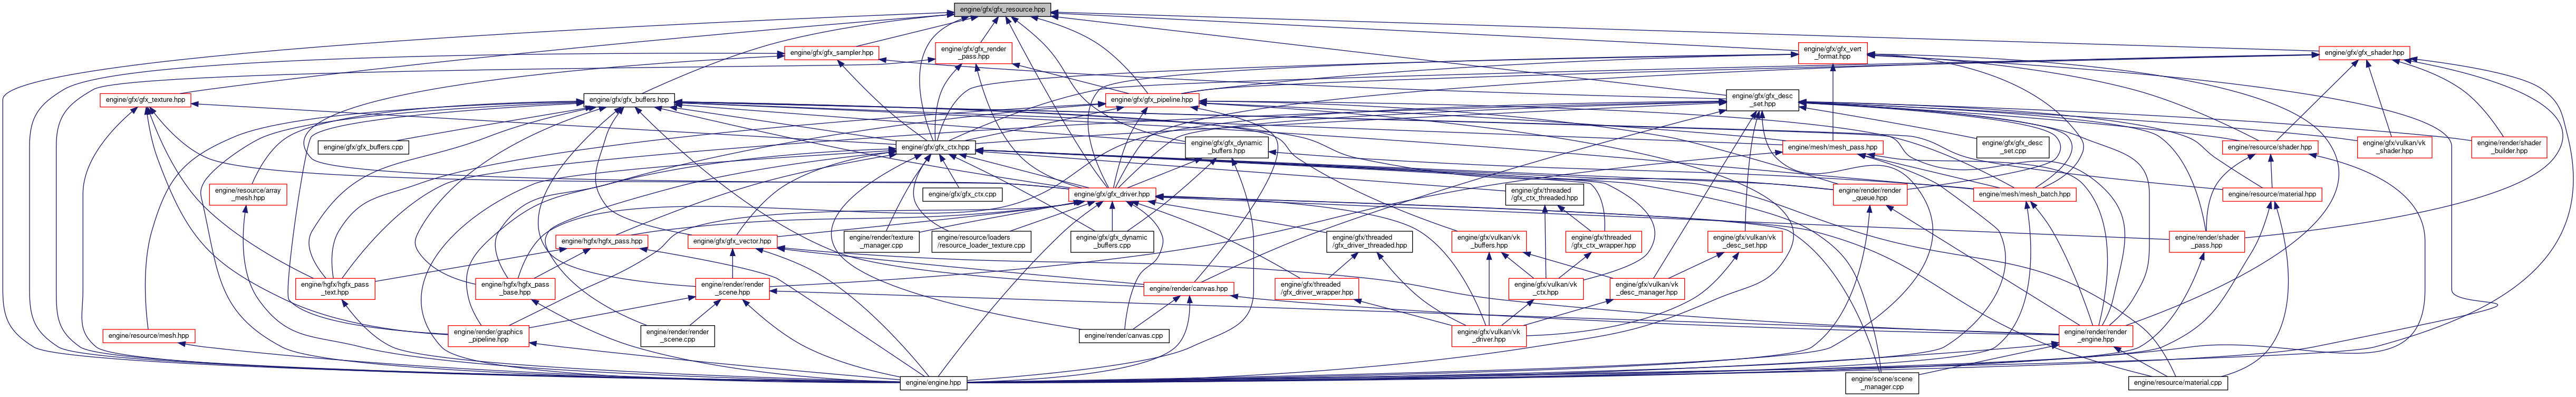 engine/gfx/gfx_resource.hpp
engine/gfx/gfx_sampler.hpp
engine/gfx/gfx_render
_pass.hpp
engine/gfx/gfx_vert
_format.hpp
engine/gfx/gfx_shader.hpp
engine/gfx/gfx_texture.hpp
engine/gfx/gfx_buffers.hpp
engine/gfx/gfx_pipeline.hpp
engine/gfx/gfx_desc
_set.hpp
engine/gfx/gfx_buffers.cpp
engine/gfx/gfx_ctx.hpp
engine/gfx/gfx_dynamic
_buffers.hpp
engine/mesh/mesh_pass.hpp
engine/gfx/gfx_desc
_set.cpp
engine/resource/shader.hpp
engine/gfx/vulkan/vk
_shader.hpp
engine/render/shader
_builder.hpp
engine/resource/array
_mesh.hpp
engine/gfx/gfx_ctx.cpp
engine/gfx/gfx_driver.hpp
engine/gfx/threaded
/gfx_ctx_threaded.hpp
engine/render/render
_queue.hpp
engine/mesh/mesh_batch.hpp
engine/resource/material.hpp
engine/hgfx/hgfx_pass.hpp
engine/gfx/gfx_vector.hpp
engine/render/texture
_manager.cpp
engine/resource/loaders
/resource_loader_texture.cpp
engine/gfx/gfx_dynamic
_buffers.cpp
engine/gfx/threaded
/gfx_driver_threaded.hpp
engine/gfx/vulkan/vk
_buffers.hpp
engine/gfx/threaded
/gfx_ctx_wrapper.hpp
engine/gfx/vulkan/vk
_desc_set.hpp
engine/render/shader
_pass.hpp
engine/hgfx/hgfx_pass
_text.hpp
engine/hgfx/hgfx_pass
_base.hpp
engine/render/render
_scene.hpp
engine/render/canvas.hpp
engine/gfx/threaded
/gfx_driver_wrapper.hpp
engine/gfx/vulkan/vk
_ctx.hpp
engine/gfx/vulkan/vk
_desc_manager.hpp
engine/resource/mesh.hpp
engine/render/graphics
_pipeline.hpp
engine/render/render
_scene.cpp
engine/render/canvas.cpp
engine/gfx/vulkan/vk
_driver.hpp
engine/render/render
_engine.hpp
engine/engine.hpp
engine/scene/scene
_manager.cpp
engine/resource/material.cpp